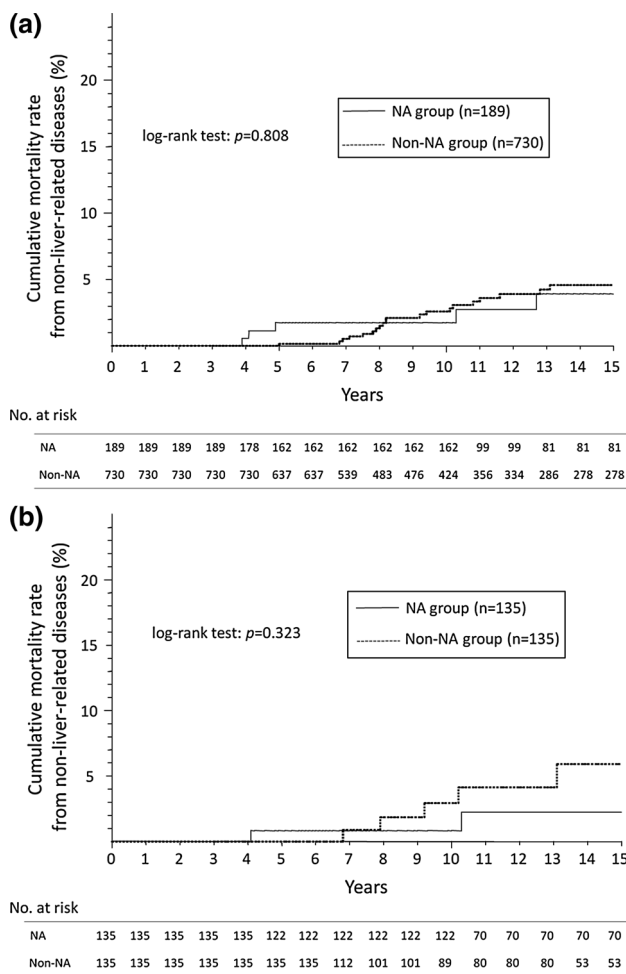 (a)
Cumulative mortality rate
from non-liver-related diseases (%)
20
15
10
5
log-rank test: p=0.808
NA group (n=189)
Non-NA group (n=730)
0 1 2 3 4 5 6 7 8 9 10 11 12 13 14 15
Years
No. at risk
NA 189 189 189 189 178 162 162 162 162 162 162 99 99 81 81 81
Non-NA 730 730 730 730 730 637 637 539 483 476 424 356 334 286 278 278
(b)
Cumulative mortality rate
from non-liver-related diseases (%)
20
15
10
5
log-rank test: p=0.323
NA group (n=135)
Non-NA group (n=135)
0 1 2 3 4 5 6 7 8 9 10 11 12 13 14 15
Years
No. at risk
NA 135 135 135 135 135 122 122 122 122 122 122 70 70 70 70 70
Non-NA 135 135 135 135 135 135 135 112 101 101 89 80 80 80 53 53